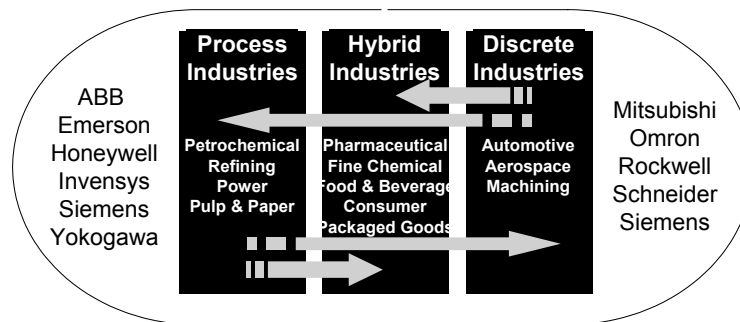 ABB
Emerson
Honeywell
Invensys
Siemens
Yokogawa
Process
Industries
Petrochemical
Refining
Power
Pulp & Paper
Hybrid
Industries
Pharmaceutical
Fine Chemical
Food & Beverage
Consumer
Packaged Goods
Discrete
Industries
Automotive
Aerospace
Machining
Mitsubishi
Omron
Rockwell
Schneider
Siemens